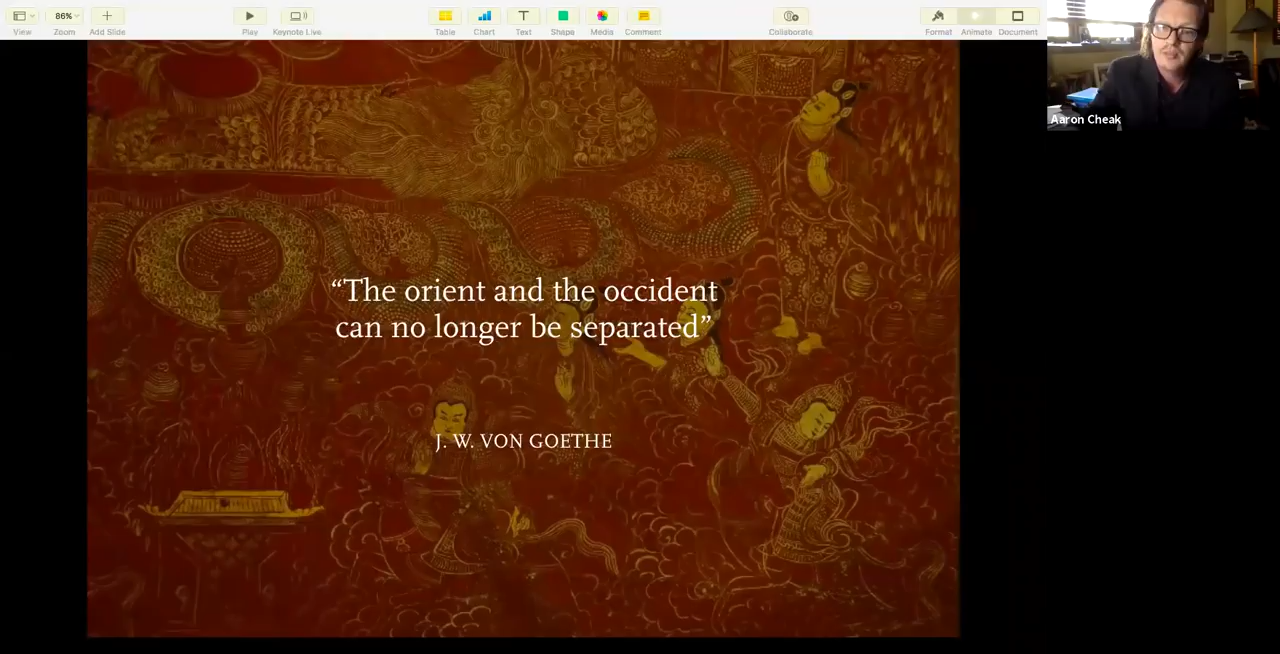 View
86%
Zoom
Add Slide
Play
Keynote Live
Table
Chart
Text
Shape
Media
Comment
Collaborate
Format
Animate
Document
Aaron Cheak
“The orient and the occident
can no longer be separated”
J. W. VON GOETHE